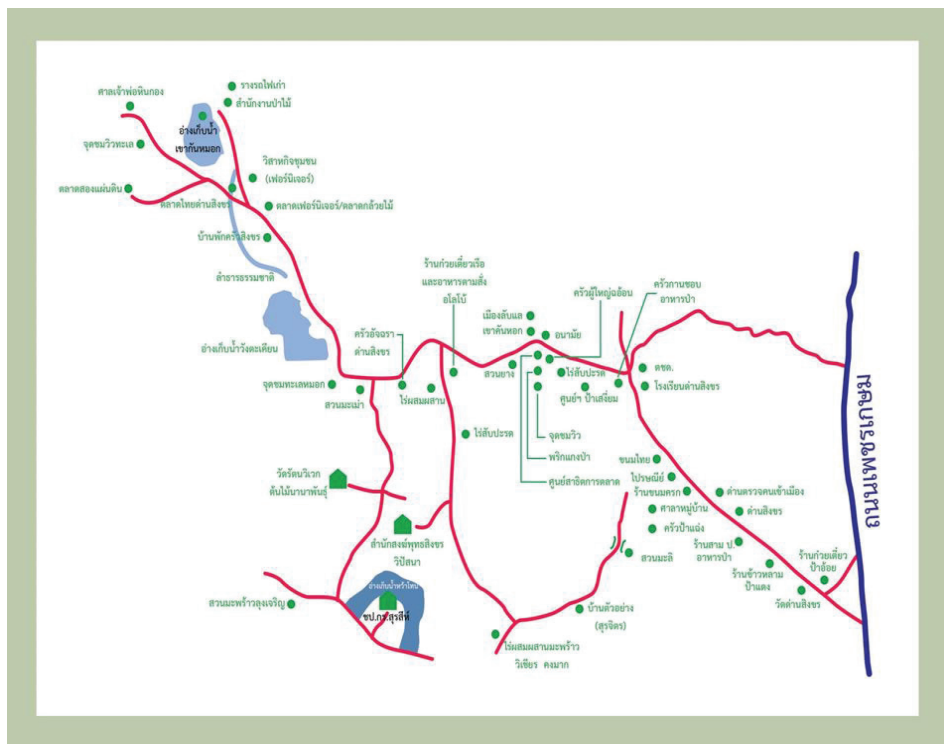 รางรถไฟเก่า
ศาลเจ้าพ่อหินกอง
สำนักงานป่าไม้
อ่างเก็บน้ำ
เขากันหมอก
จุดชมวิวทะเล
วิสาหกิจชุมชน
(เฟอร์นิเจอร์)
ตลาดสองแผ่นดิน
ตลาดไทยด่านสิงขร
ตลาดเฟอร์นิเจอร์/ตลาดกล้วยไม้
บ้านพักครัวสิงขร
ลำธารธรรมชาติ
อ่างเก็บน้ำวังตะเคียน
ร้านก๋วยเตี๋ยวเรือ
และอาหารตามสั่ง
อโลโบ้
ครัวอัจฉรา
ด่านสิงขร
ครัวผู้ใหญ่ฉอ้อน
ครัวกานชอบ
อาหารป่า
เมืองลับแล
เขาคันหอก
อนามัย
จุดชมทะเลหมอก
สวนมะเม่า
ไร่ผสมผสาน
สวนยาง
ไร่สับปะรด
ศูนย์ฯ ป้าเสงี่ยม
ตชด.
โรงเรียนด่านสิงขร
ถนนเพชรเกษม
ไร่สับปะรด
จุดชมวิว
พริกแกงป่า
ศูนย์สาธิตการตลาด
ขนมไทย
ไปรษณีย์
ร้านขนมครก
ด่านตรวจคนเข้าเมือง
ศาลาหมู่บ้าน
ด่านสิงขร
ครัวป้าแฉ่ง
วัดรัตนวิเวก
ต้นไม้นานาพันธุ์
สำนักสงฆ์พุทธสิงขร
วิปัสนา
สวนมะลิ
ร้านสาม ป.
อาหารป่า
ร้านข้าวหลาม
ป้าแดง
ร้านก๋วยเตี๋ยว
ป้าอ้อย
วัดด่านสิงขร
อ่างเก็บน้ำหว้าโทน
ขป.กร.สุรสีห์
สวนมะพร้าวลุงเจริญ
บ้านตัวอย่าง
(สุรจิตร)
ไร่ผสมผสานมะพร้าว
วิเชียร คงมาก